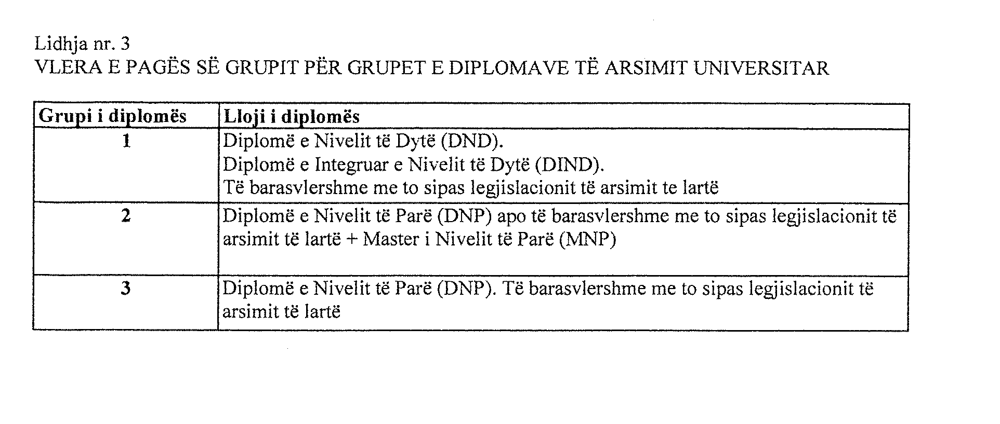 Lidhja nr. 3
VLERA E PAGËS SË GRUPIT PËR GRUPET E DIPLOMAVE TË ARSIMIT UNIVERSITAR
Grupi i diplomës Lloji i diplomës
1 Diplomë e Nivelit të Dytë (DND).
Diplomë e Integruar e Nivelit të Dytë (DIND).
Të barasvlershme me to sipas legjislacionit të arsimit te lartë
2 Diplomë e Nivelit të Parë (DNP) apo të barasvlershme me to sipas legjislacionit të
arsimit të lartë + Master i Nivelit të Parë (MNP)
3 Diplomë e Nivelit të Parë (DNP). Të barasvlershme me to sipas legjislacionit të
arsimit të lartë